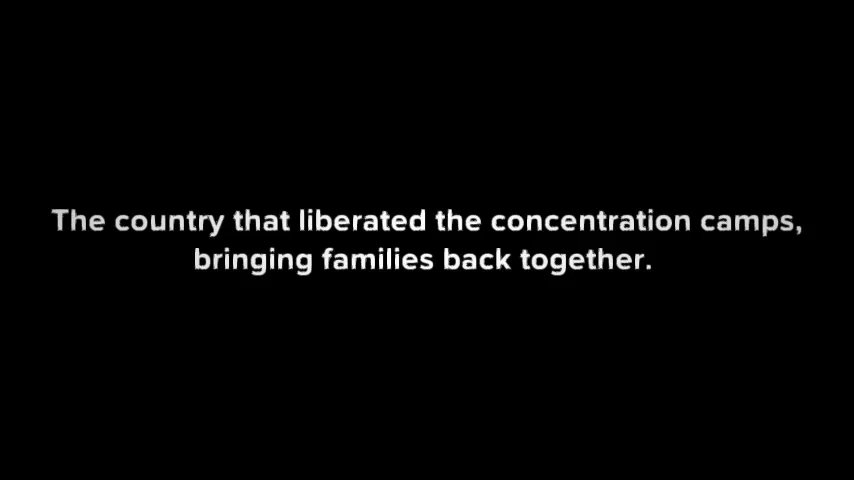 The country that liberated the concentration camps,
bringing families back together.